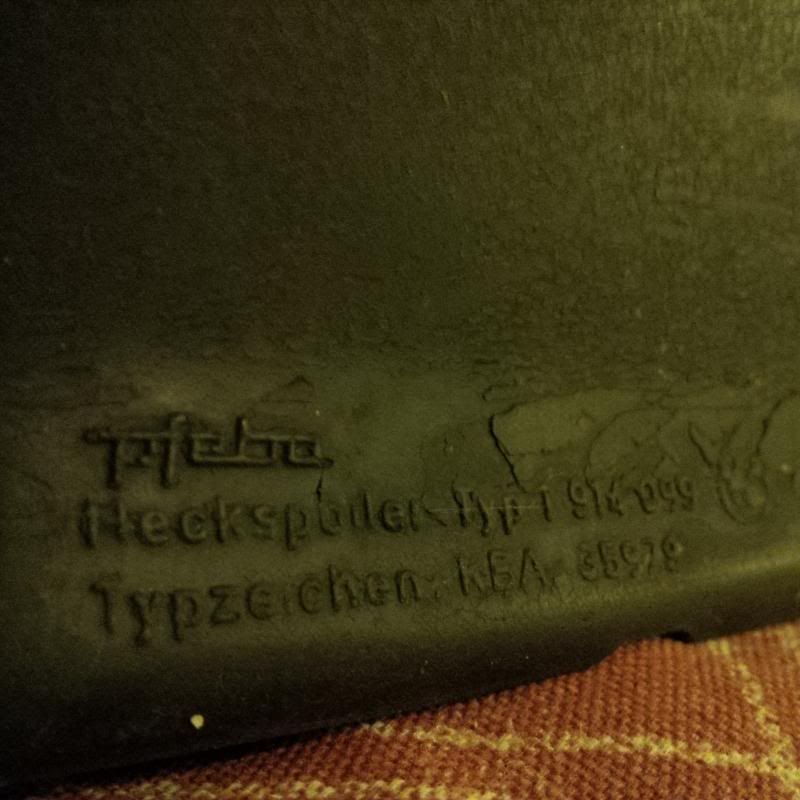 Heckspoiler-Typ 1 914 099
Typzeichen: KBA 35979